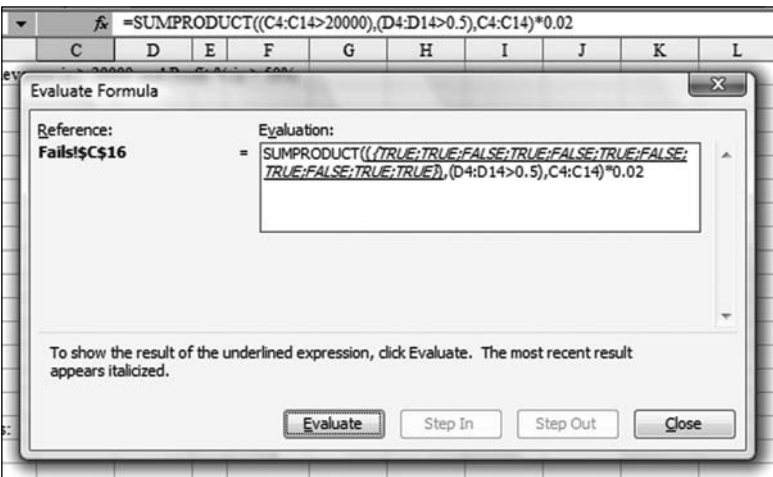 fx =SUMPRODUCT((C4:C14>20000),(D4:D14>0.5),C4:C14)*0.02
C D E F G H I J K L
Evaluate Formula
Reference:
Evaluation:
Fails!$C$16 = SUMPRODUCT(({TRUE;TRUE;FALSE;TRUE;FALSE;TRUE;FALSE;
TRUE;FALSE;TRUE;TRUE}),(D4:D14>0.5),C4:C14)*0.02
To show the result of the underlined expression, click Evaluate. The most recent result
appears italicized.
Evaluate Step In Step Out Close